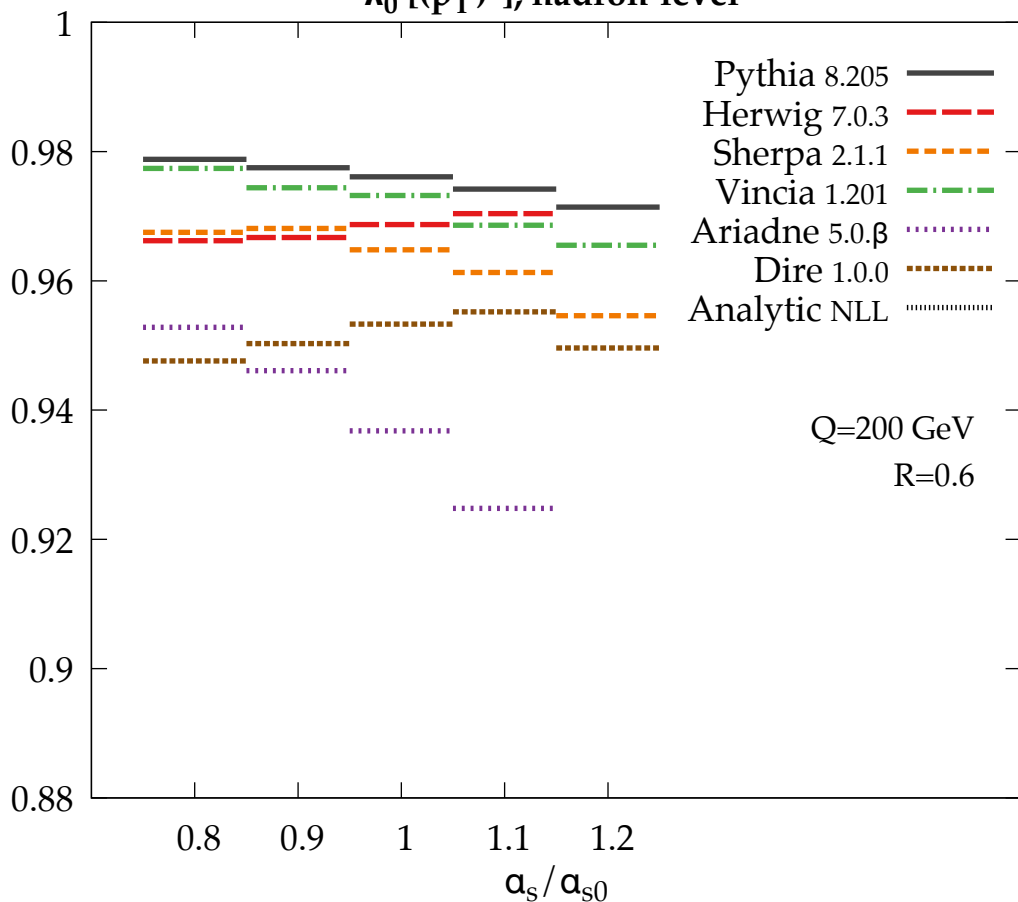 hadron-level
1
0.98
0.96
0.94
0.92
0.9
0.88
Pythia 8.205
Herwig 7.0.3
Sherpa 2.1.1
Vincia 1.201
Ariadne 5.0.β
Dire 1.0.0
Analytic NLL
Q=200 GeV
R=0.6
0.8 0.9 1 1.1 1.2
αs/αs0